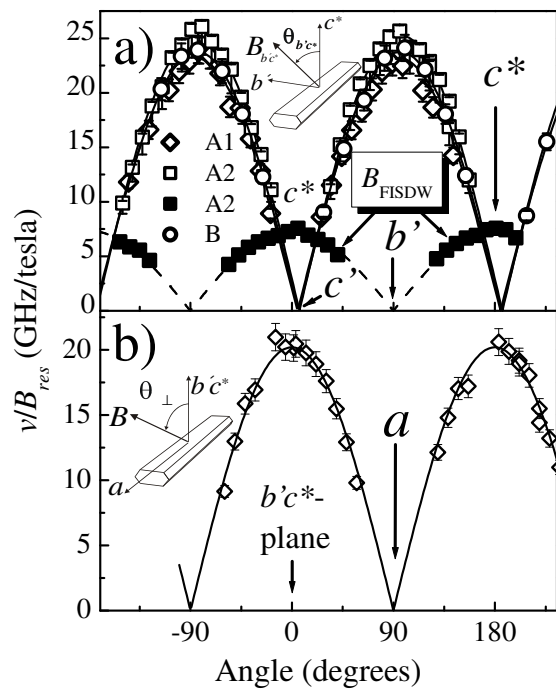 a)
25
20
15
10
5
0
c*
θb'c*
Bb'c*
b'
A1
A2
A2
B
c*
BFISDW
c*
b'
c'
ν/Bres (GHz/tesla)
b)
20
15
10
5
0
θ⊥
b'c*
B
a
b'c*-
plane
a
-90
0
90
180
Angle (degrees)